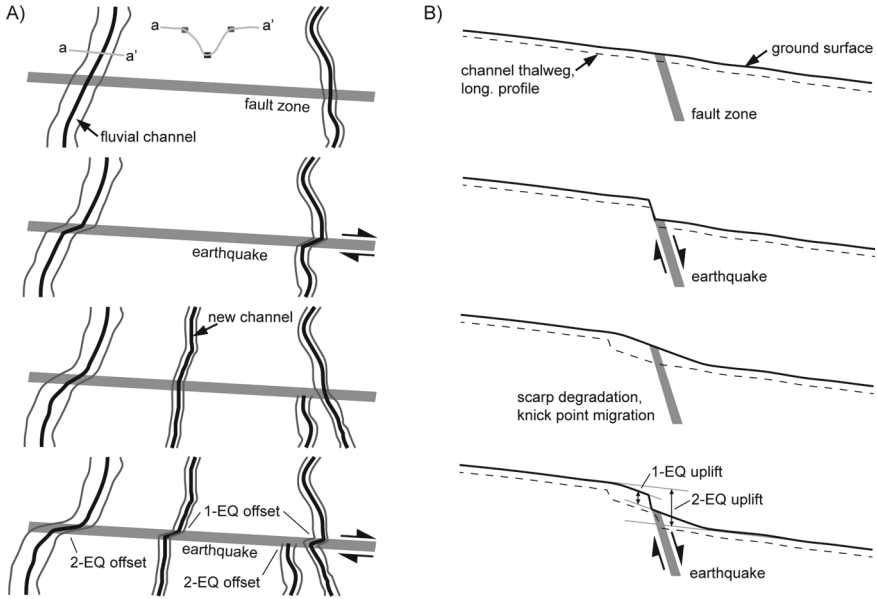 A)
a
a'
a
a'
fault zone
fluvial channel
earthquake
new channel
1-EQ offset
earthquake
2-EQ offset
2-EQ offset
B)
ground surface
channel thalweg,
long. profile
fault zone
earthquake
scarp degradation,
knick point migration
1-EQ uplift
2-EQ uplift
earthquake